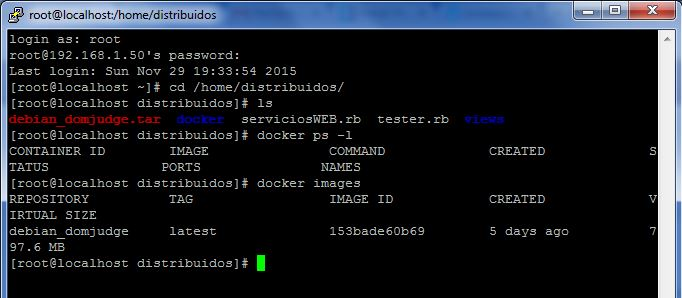 root@localhost:/home/distribuidos
login as: root
root@192.168.1.50's password:
Last login: Sun Nov 29 19:33:54 2015
[root@localhost ~]# cd /home/distribuidos/
[root@localhost distribuidos]# ls
debian_domjudge.tar  docker  serviciosWEB.rb  tester.rb  views
[root@localhost distribuidos]# docker ps -l
CONTAINER ID        IMAGE               COMMAND             CREATED             S
TATUS              PORTS               NAMES
[root@localhost distribuidos]# docker images
REPOSITORY          TAG                 IMAGE ID            CREATED             V
IRTUAL SIZE
debian_domjudge     latest              153bade60b69        5 days ago          7
97.6 MB
[root@localhost distribuidos]#